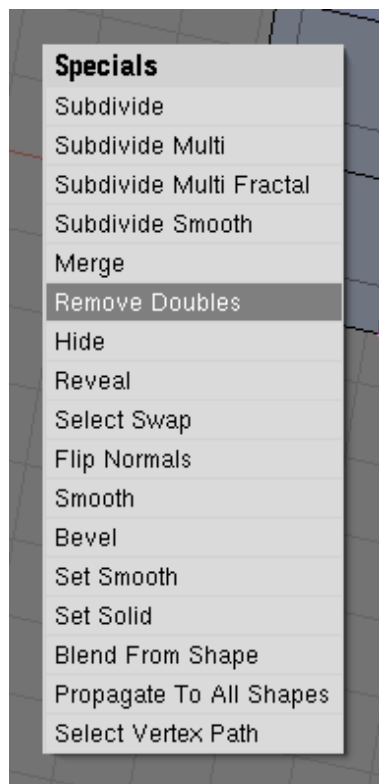 Specials
Subdivide
Subdivide Multi
Subdivide Multi Fractal
Subdivide Smooth
Merge
Remove Doubles
Hide
Reveal
Select Swap
Flip Normals
Smooth
Bevel
Set Smooth
Set Solid
Blend From Shape
Propagate To All Shapes
Select Vertex Path